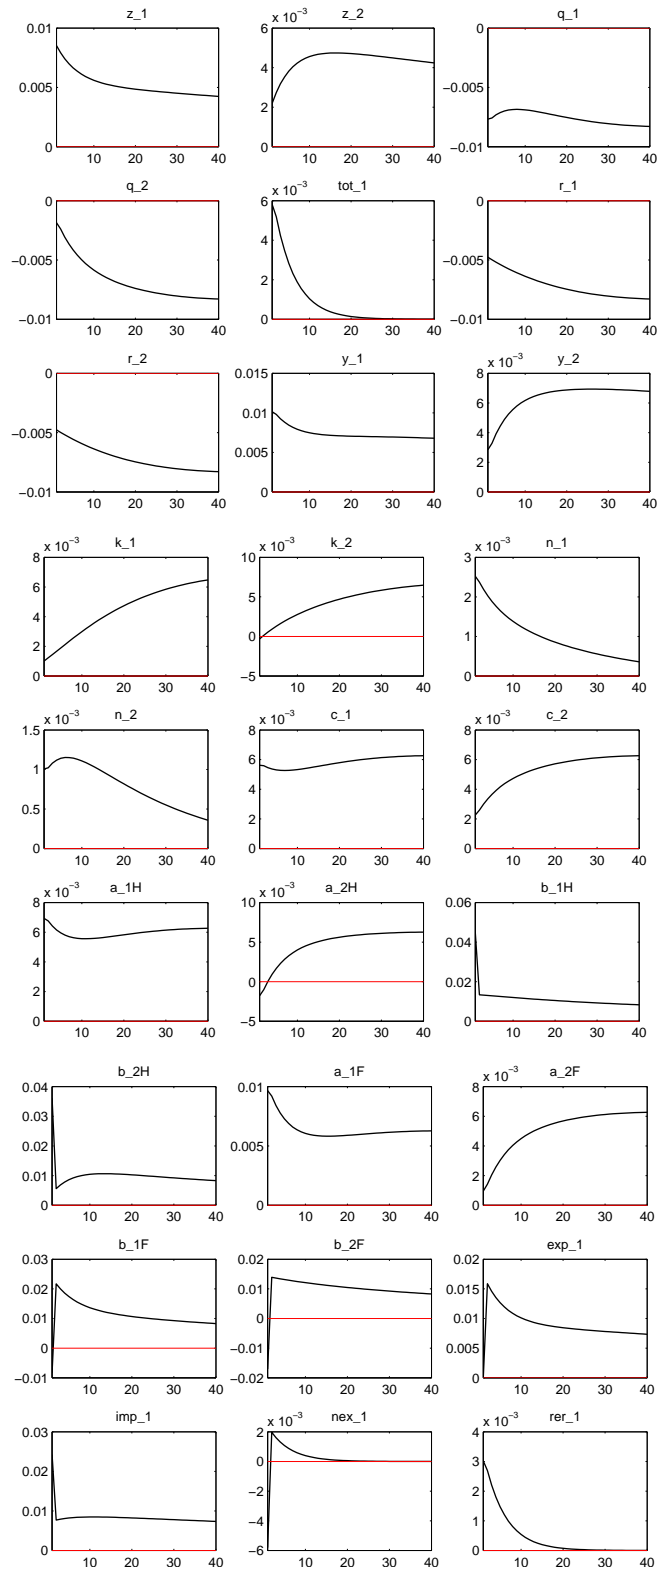 z_1 z_2 q_1
0.01 0.005 0 10 20 30 40
x 10−3 6 4 2 0 10 20 30 40
0 −0.005 −0.01 10 20 30 40
q_2 tot_1 r_1
0 −0.005 −0.01 10 20 30 40
x 10−3 6 4 2 0 10 20 30 40
0 −0.005 −0.01 10 20 30 40
r_2 y_1 y_2
0 −0.005 −0.01 10 20 30 40
0.015 0.01 0.005 0 10 20 30 40
x 10−3 8 6 4 2 0 10 20 30 40
k_1 k_2 n_1
x 10−3 8 6 4 2 0 10 20 30 40
x 10−3 10 5 0 −5 10 20 30 40
x 10−3 3 2 1 0 10 20 30 40
n_2 c_1 c_2
x 10−3 1.5 1 0.5 0 10 20 30 40
x 10−3 8 6 4 2 0 10 20 30 40
x 10−3 8 6 4 2 0 10 20 30 40
a_1H a_2H b_1H
x 10−3 8 6 4 2 0 10 20 30 40
x 10−3 10 5 0 −5 10 20 30 40
0.06 0.04 0.02 0 10 20 30 40
b_2H a_1F a_2F
0.04 0.03 0.02 0.01 0 10 20 30 40
0.01 0.005 0 10 20 30 40
x 10−3 8 6 4 2 0 10 20 30 40
b_1F b_2F exp_1
0.03 0.02 0.01 0 −0.01 10 20 30 40
0.02 0.01 0 −0.01 −0.02 10 20 30 40
0.02 0.015 0.01 0.005 0 10 20 30 40
imp_1 nex_1 rer_1
0.03 0.02 0.01 0 10 20 30 40
x 10−3 2 0 −2 −4 −6 10 20 30 40
x 10−3 4 3 2 1 0 10 20 30 40